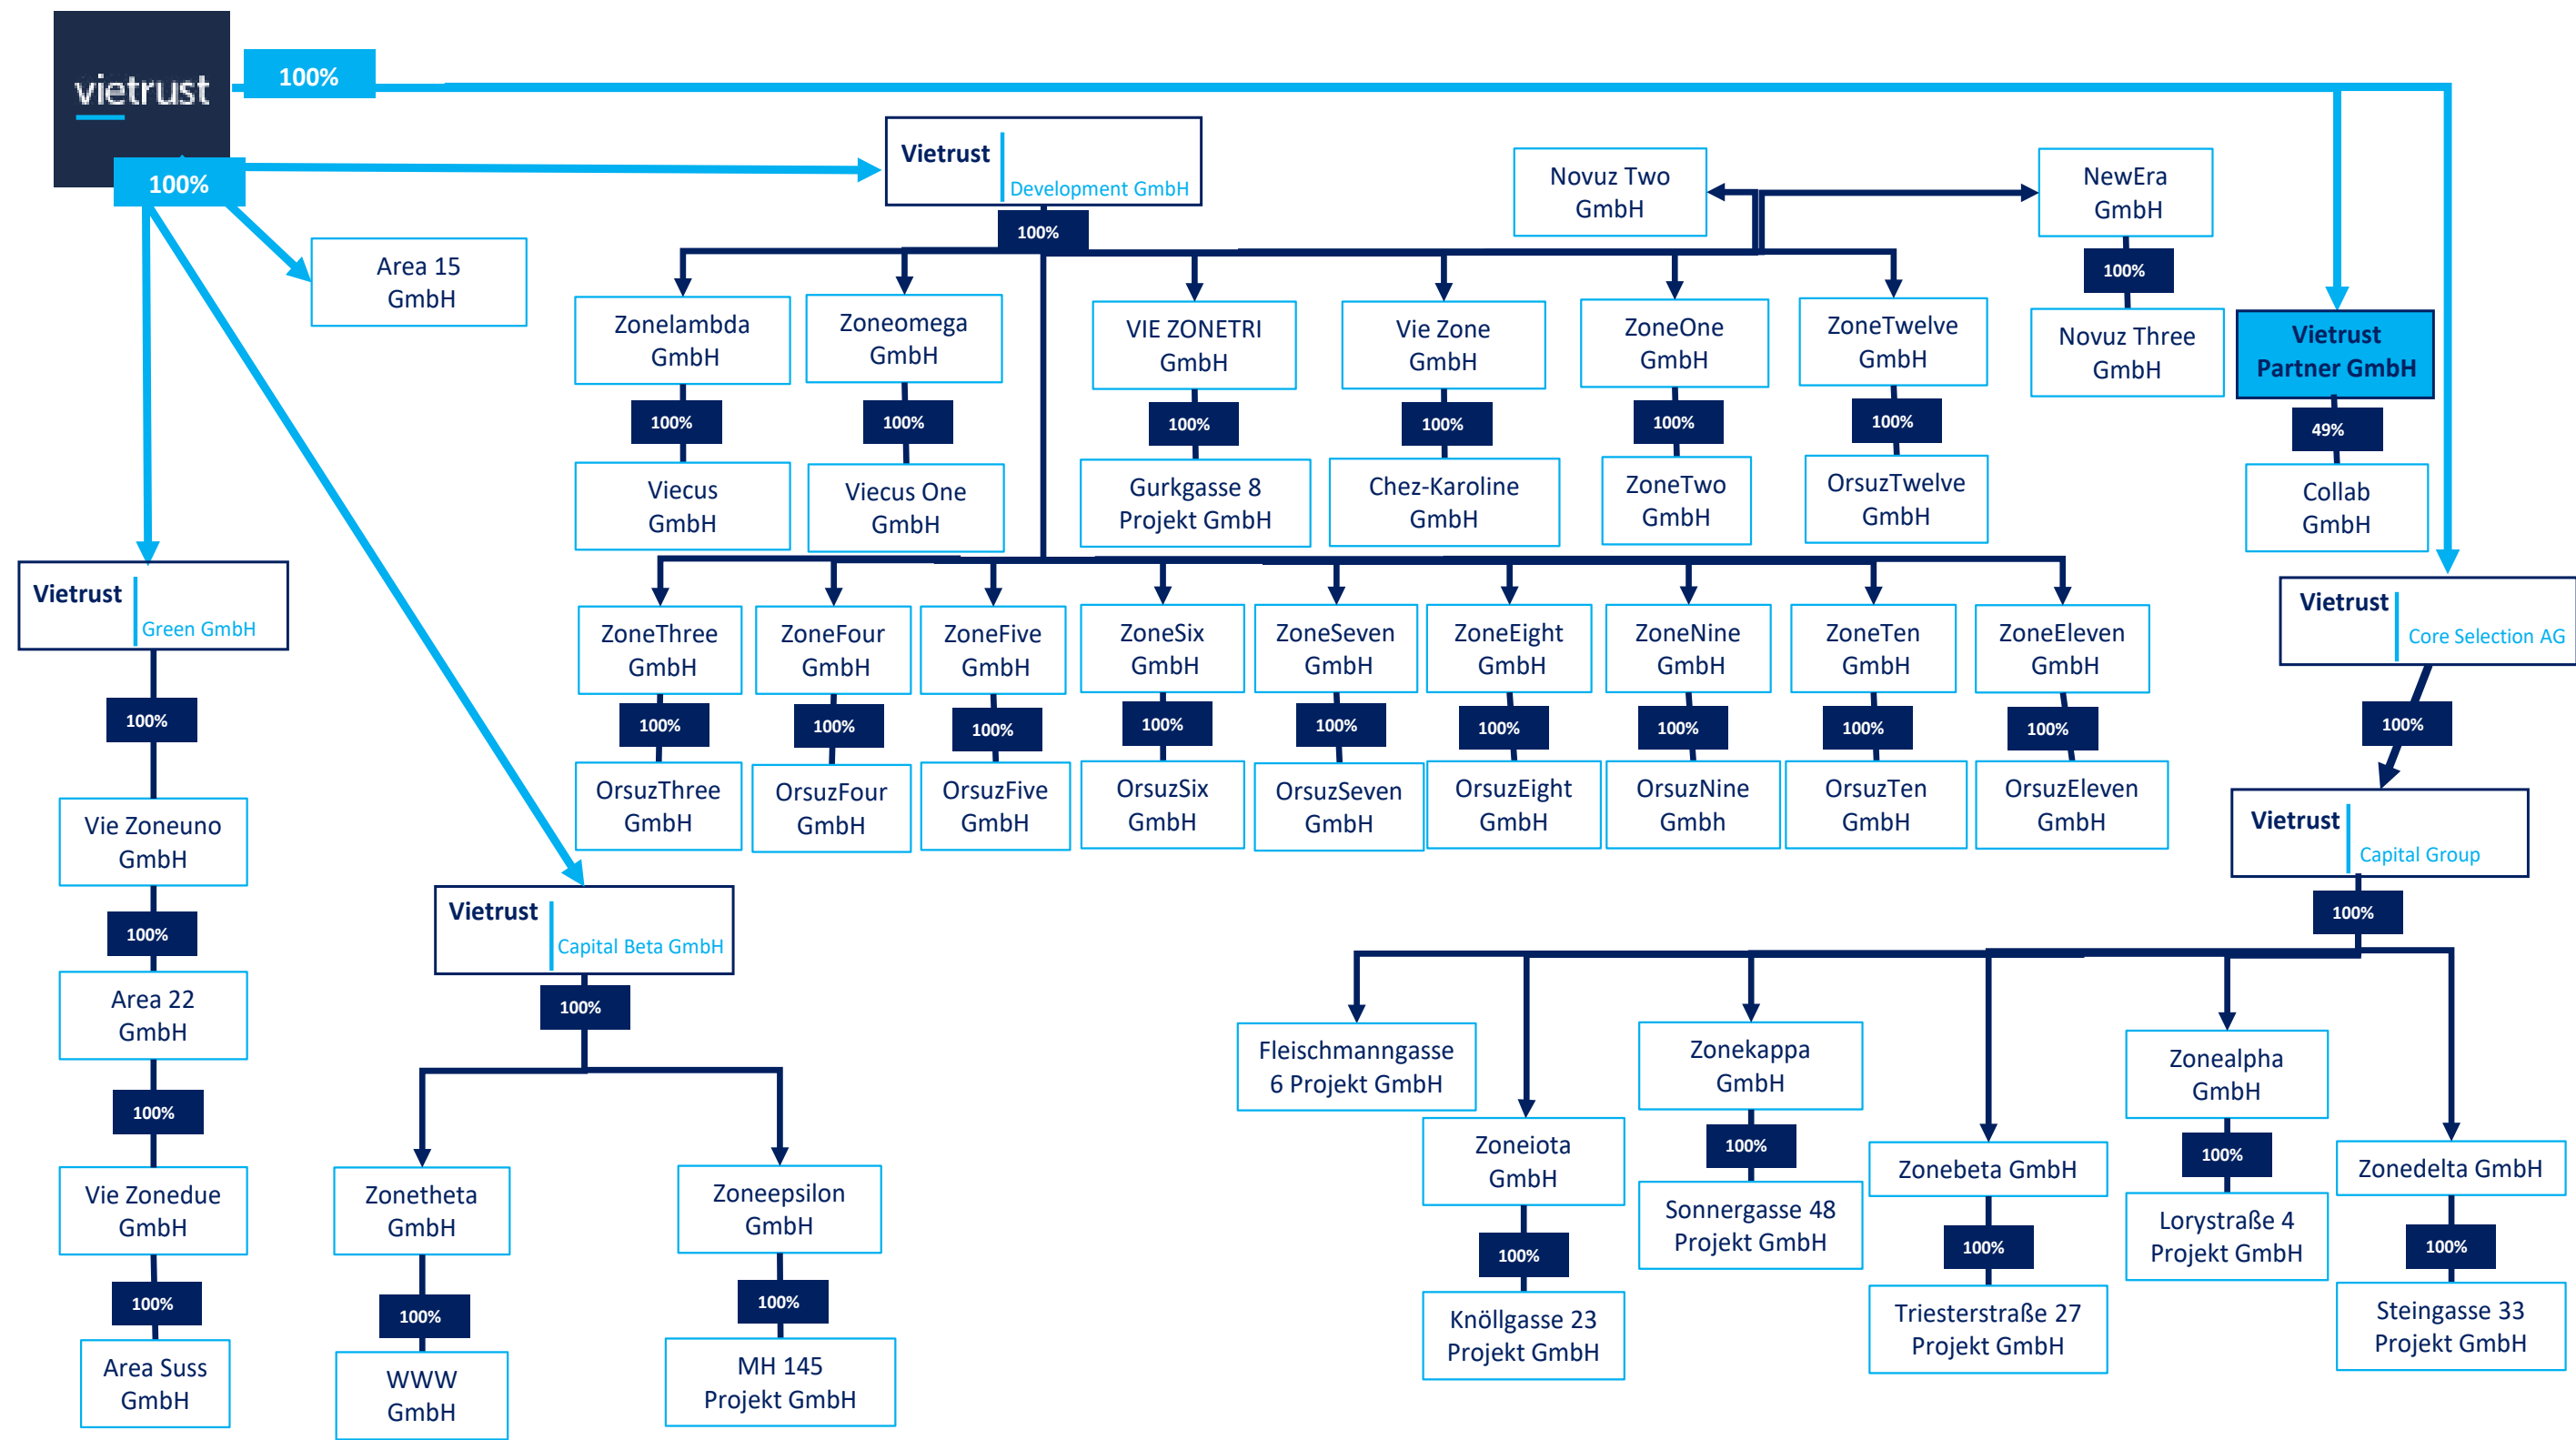 vietrust
100%
100%
Vietrust
Development GmbH
100%
Novuz Two
GmbH
NewEra
GmbH
100%
Novuz Three
GmbH
Area 15
GmbH
Zonelambda
GmbH
Zoneomega
GmbH
VIE ZONETRI
GmbH
Vie Zone
GmbH
ZoneOne
GmbH
ZoneTwelve
GmbH
Vietrust
Partner GmbH
100%
100%
100%
100%
100%
100%
49%
Viecus
GmbH
Viecus One
GmbH
Gurkgasse 8
Projekt GmbH
Chez-Karoline
GmbH
ZoneTwo
GmbH
OrsuzTwelve
GmbH
Collab
GmbH
Vietrust
Green GmbH
ZoneThree
GmbH
ZoneFour
GmbH
ZoneFive
GmbH
ZoneSix
GmbH
ZoneSeven
GmbH
ZoneEight
GmbH
ZoneNine
GmbH
ZoneTen
GmbH
ZoneEleven
GmbH
Vietrust
Core Selection AG
100%
100%
100%
100%
100%
100%
100%
100%
100%
100%
100%
OrsuzThree
GmbH
OrsuzFour
GmbH
OrsuzFive
GmbH
OrsuzSix
GmbH
OrsuzSeven
GmbH
OrsuzEight
GmbH
OrsuzNine
Gmbh
OrsuzTen
GmbH
OrsuzEleven
GmbH
Vie Zoneuno
GmbH
Vietrust
Capital Group
100%
100%
Vietrust
Capital Beta GmbH
100%
Area 22
GmbH
100%
Vie Zonedue
GmbH
100%
Area Suss
GmbH
Zonetheta
GmbH
100%
WWW
GmbH
Zoneepsilon
GmbH
100%
MH 145
Projekt GmbH
Fleischmanngasse
6 Projekt GmbH
Zoneiota
GmbH
100%
Knöllgasse 23
Projekt GmbH
Zonekappa
GmbH
100%
Sonnergasse 48
Projekt GmbH
Zonebeta GmbH
100%
Triesterstraße 27
Projekt GmbH
Zonealpha
GmbH
100%
Lorystraße 4
Projekt GmbH
Zonedelta GmbH
100%
Steingasse 33
Projekt GmbH